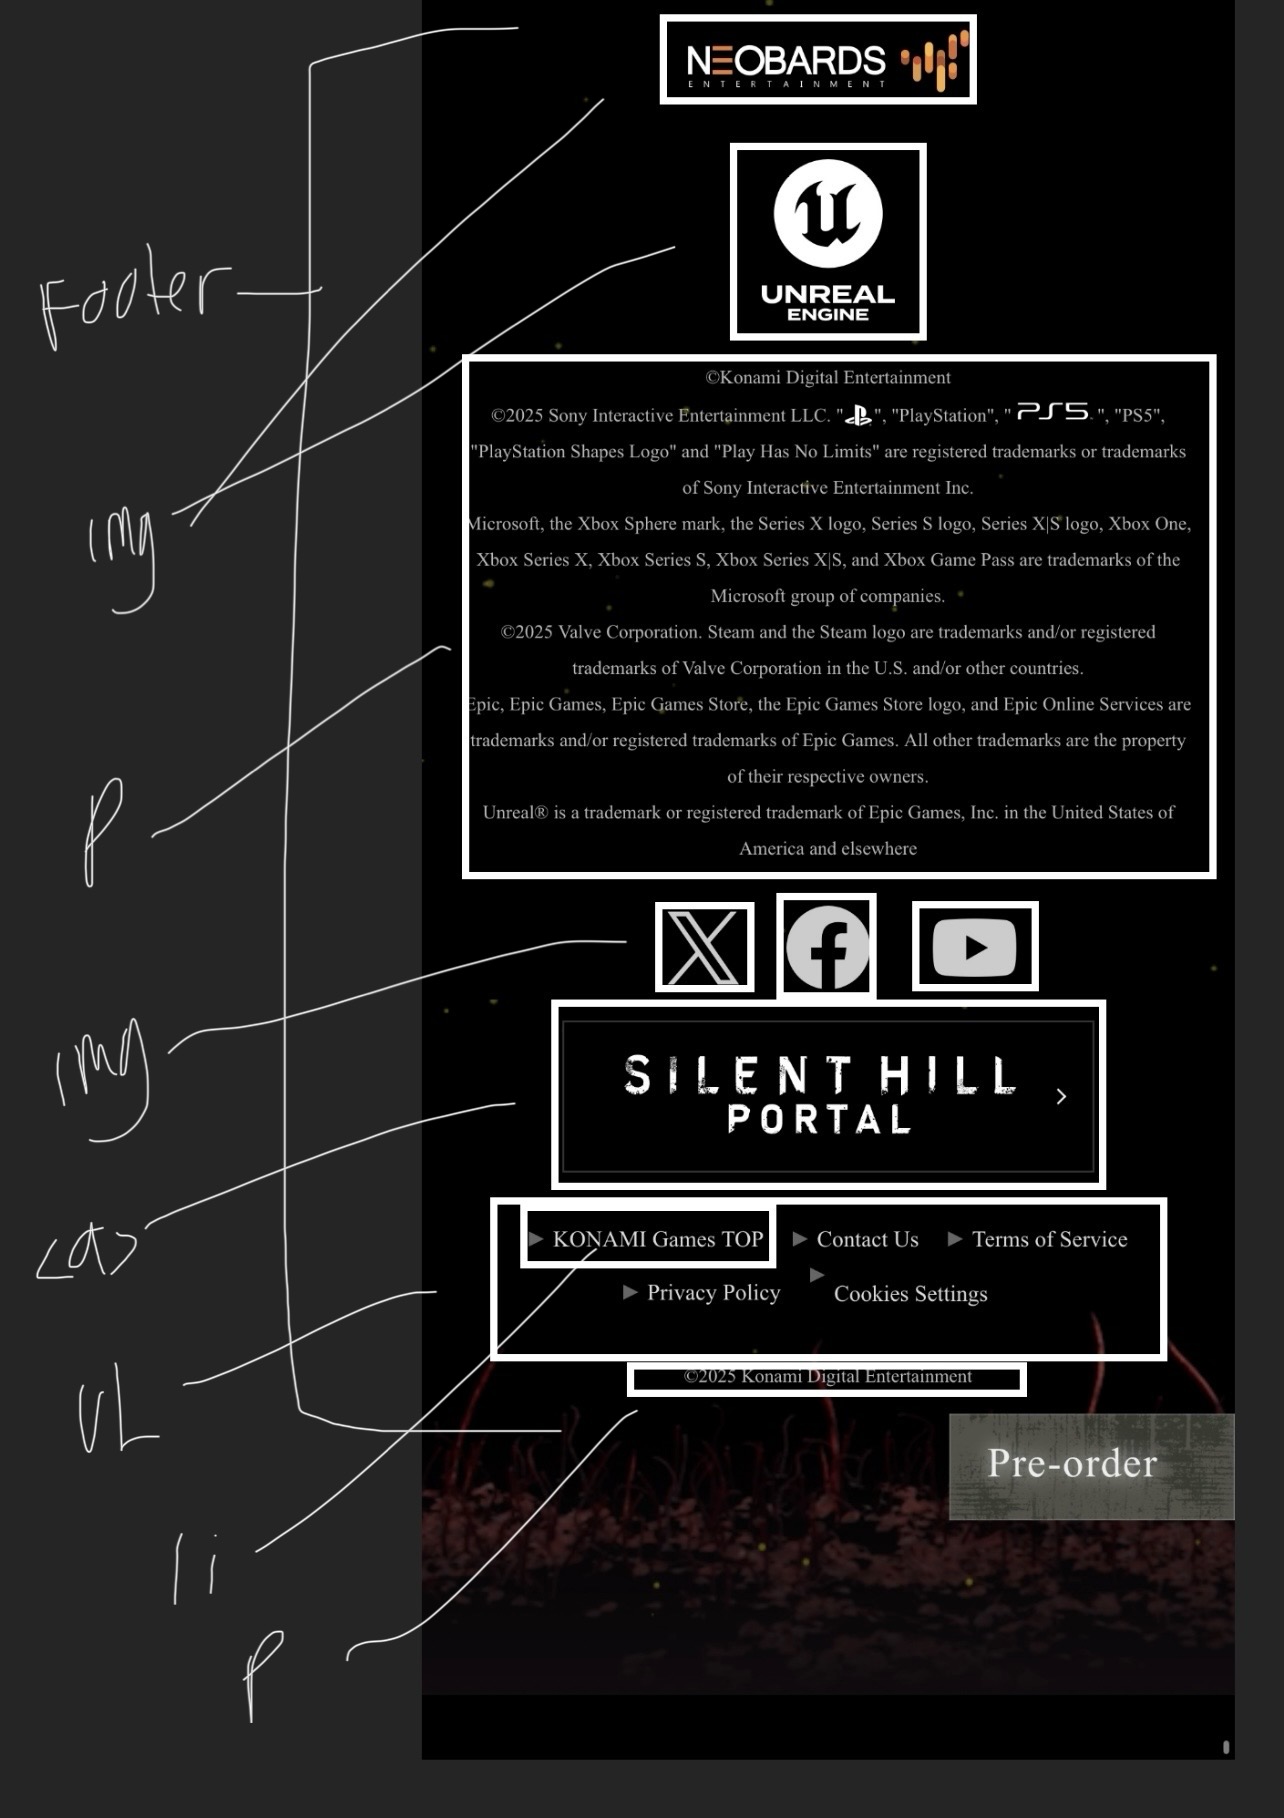 NEOBARDS
ENTERTAINMENT
UNREAL
ENGINE
Footer
©Konami Digital Entertainment
©2025 Sony Interactive Entertainment LLC. "", "PlayStation", " PS5 ", "PS5",
"PlayStation Shapes Logo" and "Play Has No Limits" are registered trademarks or trademarks
of Sony Interactive Entertainment Inc.
Microsoft, the Xbox Sphere mark, the Series X logo, Series S logo, Series X|S logo, Xbox One,
Xbox Series X, Xbox Series S, Xbox Series X|S, and Xbox Game Pass are trademarks of the
Microsoft group of companies.
img
©2025 Valve Corporation. Steam and the Steam logo are trademarks and/or registered
trademarks of Valve Corporation in the U.S. and/or other countries.
Epic, Epic Games, Epic Games Store, the Epic Games Store logo, and Epic Online Services are
trademarks and/or registered trademarks of Epic Games. All other trademarks are the property
of their respective owners.
Unreal® is a trademark or registered trademark of Epic Games, Inc. in the United States of
America and elsewhere
P
img
SILENT HILL
PORTAL
<a>
KONAMI Games TOP Contact Us Terms of Service
Privacy Policy Cookies Settings
UL
©2025 Konami Digital Entertainment
Pre-order
li
P